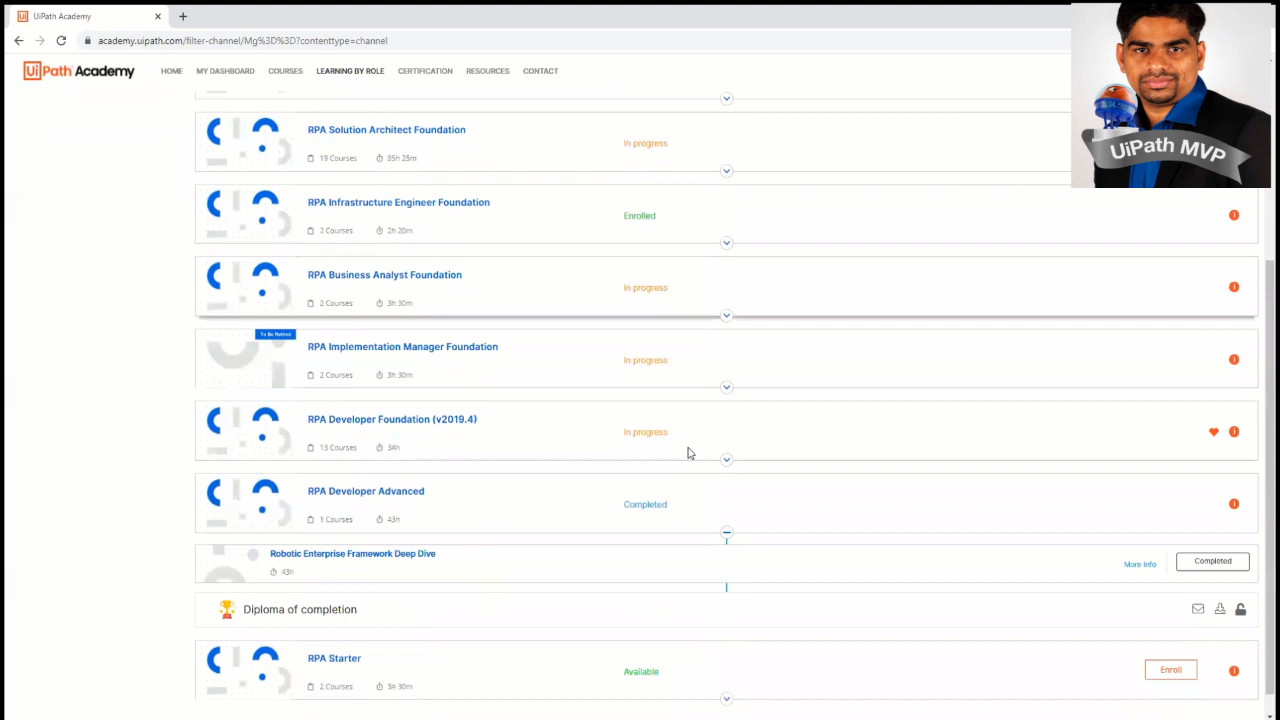 UiPath Academy
academy.uipath.com/filter-channel/Mg%3D%3D?contenttype=channel
UiPath Academy
HOME MY DASHBOARD COURSES LEARNING BY ROLE CERTIFICATION RESOURCES CONTACT
UiPath MVP
RPA Solution Architect Foundation
In progress
19 Courses 35h 25m
RPA Infrastructure Engineer Foundation
Enrolled
2 Courses 2h 20m
RPA Business Analyst Foundation
In progress
2 Courses 3h 30m
To Be Retired
RPA Implementation Manager Foundation
In progress
2 Courses 3h 30m
RPA Developer Foundation (v2019.4)
In progress
13 Courses 34h
RPA Developer Advanced
Completed
1 Courses 43h
Robotic Enterprise Framework Deep Dive
43h
More Info Completed
Diploma of completion
RPA Starter
Available Enroll
2 Courses 3h 30m